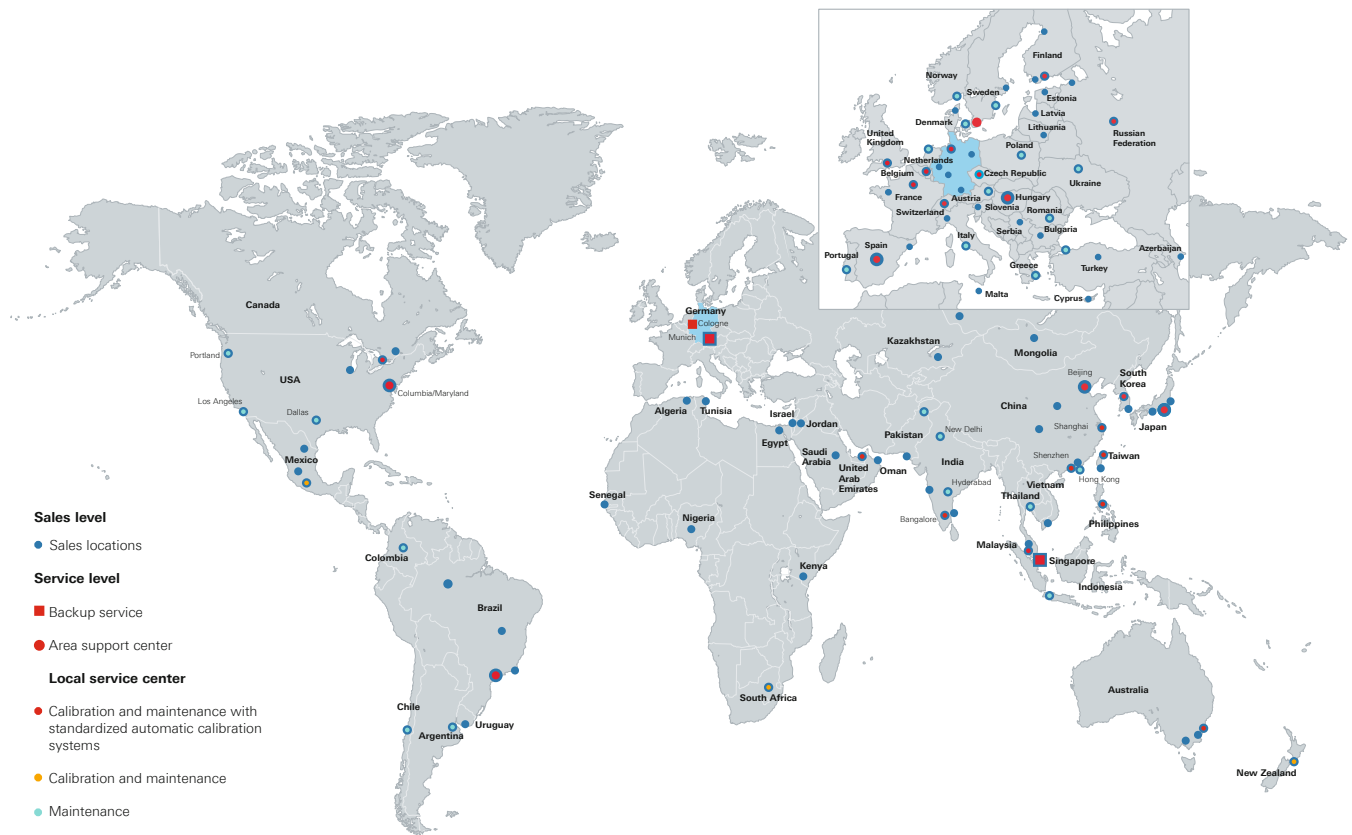 Finland
Norway
Sweden
Estonia
Latvia
Denmark
Lithuania
United
Kingdom
Russian
Federation
Poland
Netherlands
Belgium
Czech Republic
Ukraine
France
Austria
Hungary
Switzerland
Slovenia
Romania
Serbia
Bulgaria
Italy
Spain
Portugal
Azerbaijan
Greece
Turkey
Malta
Cyprus
Canada
Germany
Cologne
Munich
Portland
USA
Columbia/Maryland
Los Angeles
Dallas
Mexico
Kazakhstan
Mongolia
Beijing
South
Korea
China
Shanghai
Japan
Algeria
Tunisia
Israel
Jordan
Egypt
Pakistan
New Delhi
Saudi
Arabia
United
Arab
Emirates
Oman
India
Shenzhen
Taiwan
Hong Kong
Hyderabad
Vietnam
Thailand
Senegal
Nigeria
Bangalore
Philippines
Malaysia
Singapore
Kenya
Indonesia
Colombia
Brazil
South Africa
Australia
Chile
Uruguay
Argentina
New Zealand
Sales level
Sales locations
Service level
Backup service
Area support center
Local service center
Calibration and maintenance with
standardized automatic calibration
systems
Calibration and maintenance
Maintenance